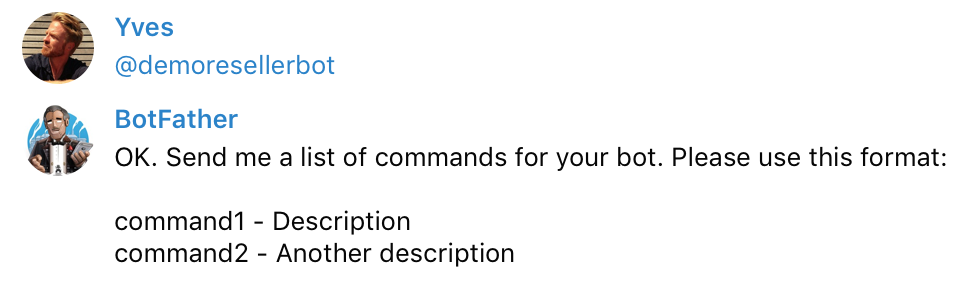 Yves
@demoresellerbot
BotFather
OK. Send me a list of commands for your bot. Please use this format:
command1 - Description
command2 - Another description